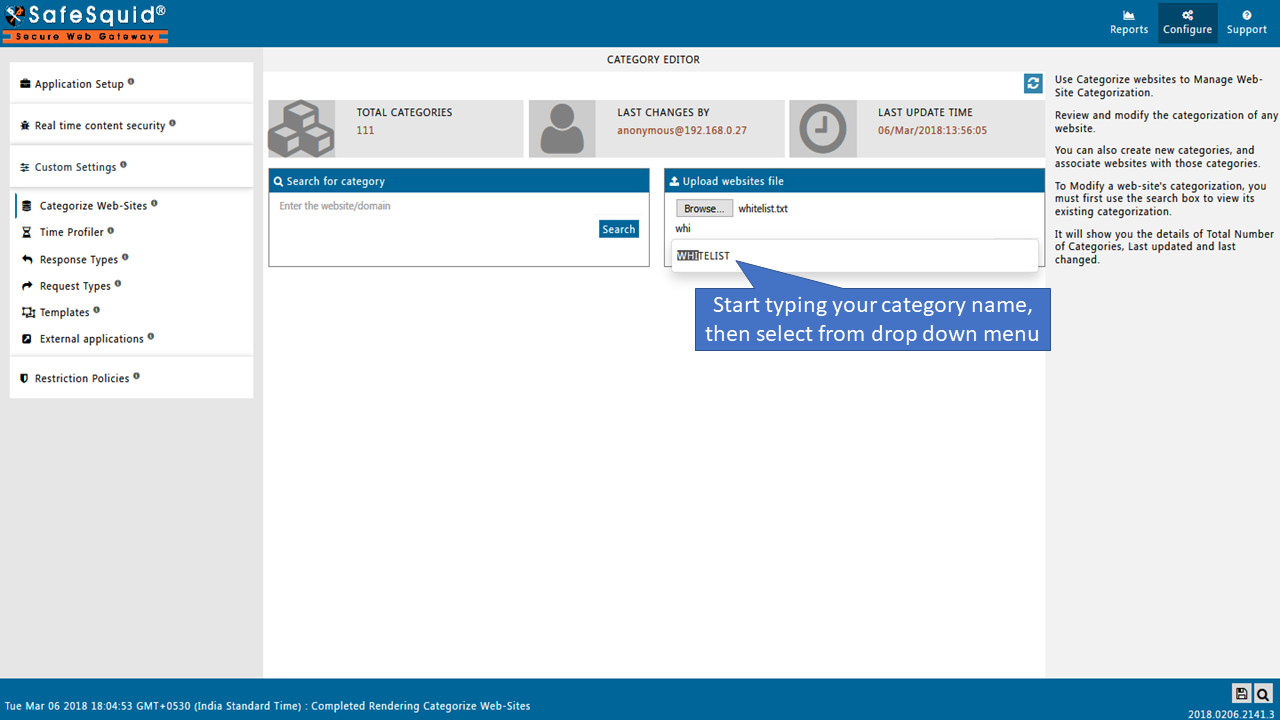 SafeSquid®
Secure Web Gateway
Reports
Configure
Support
Application Setup
Real time content security
Custom Settings
Categorize Web-Sites
Time Profiler
Response Types
Request Types
Templates
External applications
Restriction Policies
CATEGORY EDITOR
TOTAL CATEGORIES
111
LAST CHANGES BY
anonymous@192.168.0.27
LAST UPDATE TIME
06/Mar/2018:13:56:05
Search for category
Enter the website/domain
Search
Upload websites file
Browse... whitelist.txt
whi
WHITELIST
Start typing your category name,
then select from drop down menu
Use Categorize websites to Manage Web-
Site Categorization.
Review and modify the categorization of any
website.
You can also create new categories, and
associate websites with those categories.
To Modify a web-site's categorization, you
must first use the search box to view its
existing categorization.
It will show you the details of Total Number
of Categories, Last updated and last
changed.
Tue Mar 06 2018 18:04:53 GMT+0530 (India Standard Time) : Completed Rendering Categorize Web-Sites
2018.0206.2141.3